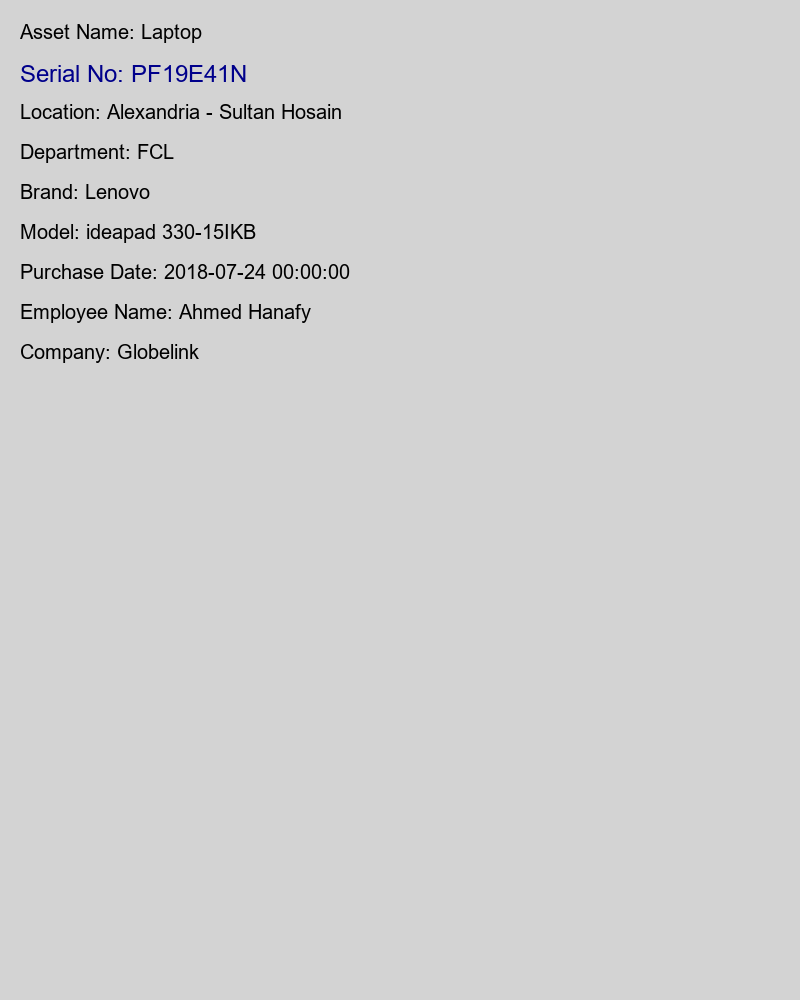 Asset Name: Laptop
Serial No: PF19E41N
Location: Alexandria - Sultan Hosain
Department: FCL
Brand: Lenovo
Model: ideapad 330-15IKB
Purchase Date: 2018-07-24 00:00:00
Employee Name: Ahmed Hanafy
Company: Globelink